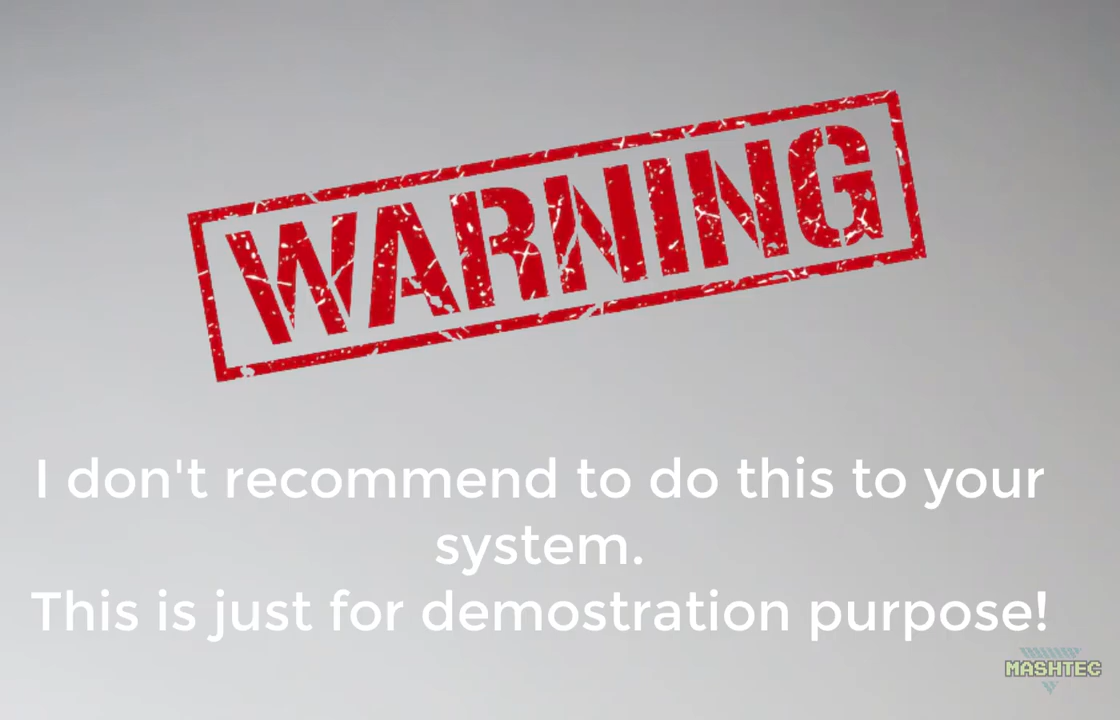 WARNING
I don't recommend to do this to your
system.
This is just for demostration purpose!
MASHTEC